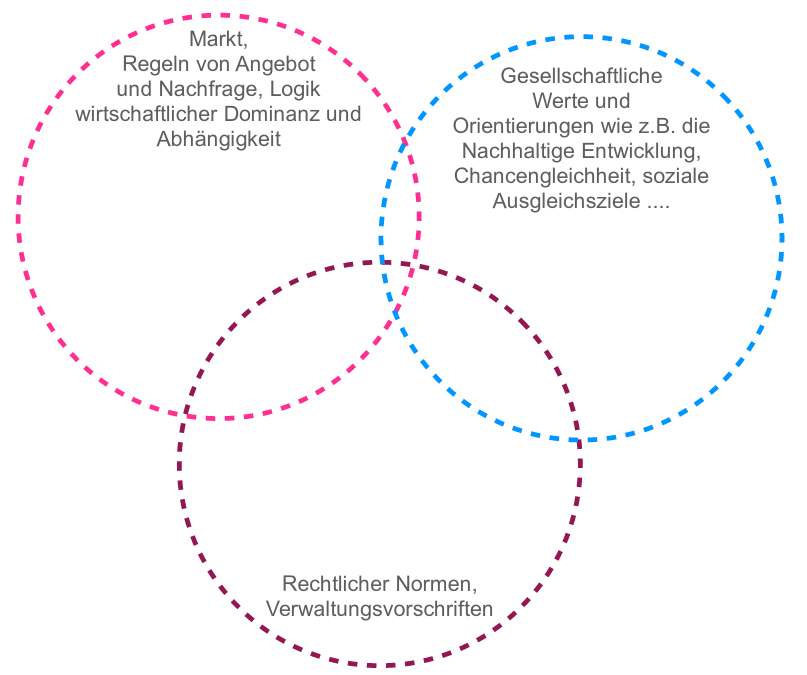 Markt,
Regeln von Angebot
und Nachfrage, Logik
wirtschaftlicher Dominanz und
Abhängigkeit
Gesellschaftliche
Werte und
Orientierungen wie z.B. die
Nachhaltige Entwicklung,
Chancengleichheit, soziale
Ausgleichsziele ....
Rechtlicher Normen,
Verwaltungsvorschriften